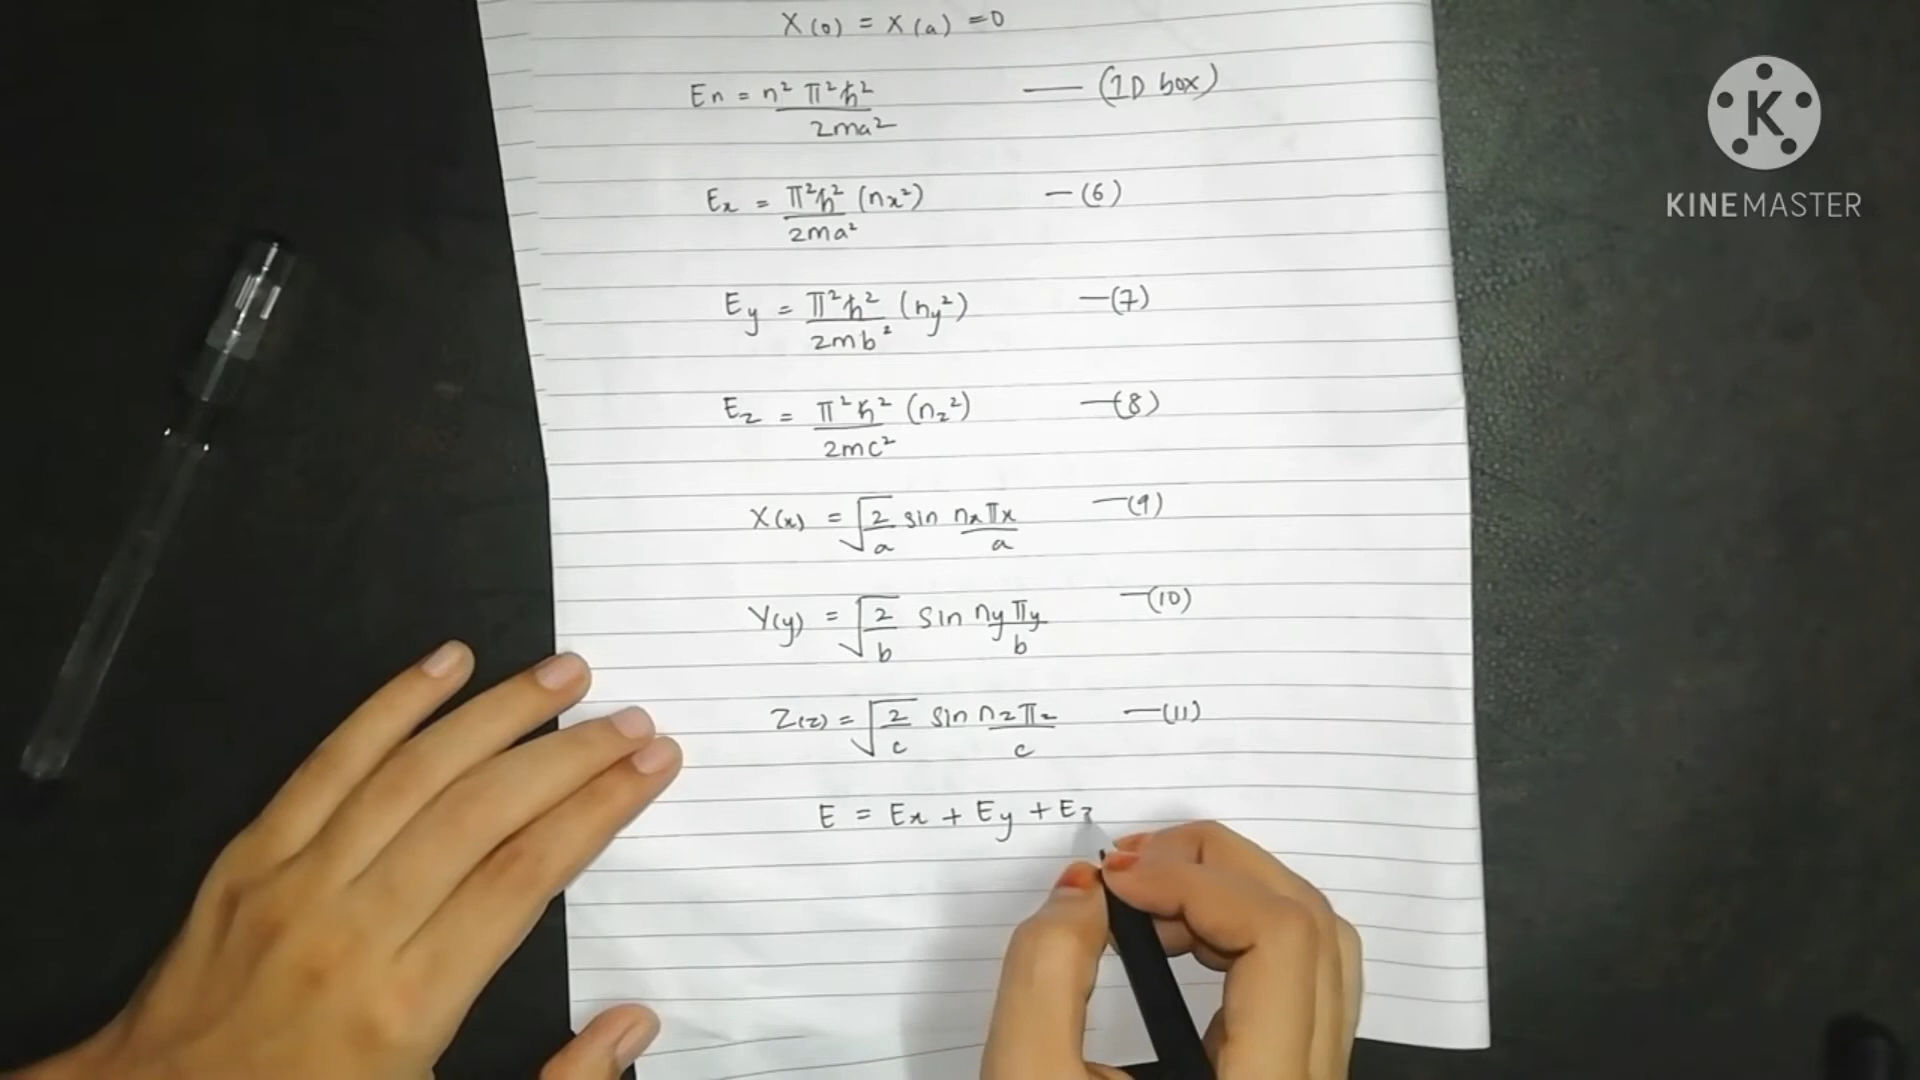 X(0) = X(a) = 0
En = n² π²ħ² / 2ma² — (1D box)
Ex = π²ħ² / 2ma² (nx²) — (6)
Ey = π²ħ² / 2mb² (ny²) — (7)
Ez = π²ħ² / 2mc² (nz²) — (8)
X(x) = √2/a sin nxπx / a — (9)
Y(y) = √2/b sin nyπy / b — (10)
Z(z) = √2/c sin nzπz / c — (11)
E = Ex + Ey + Ez
K
KINEMASTER